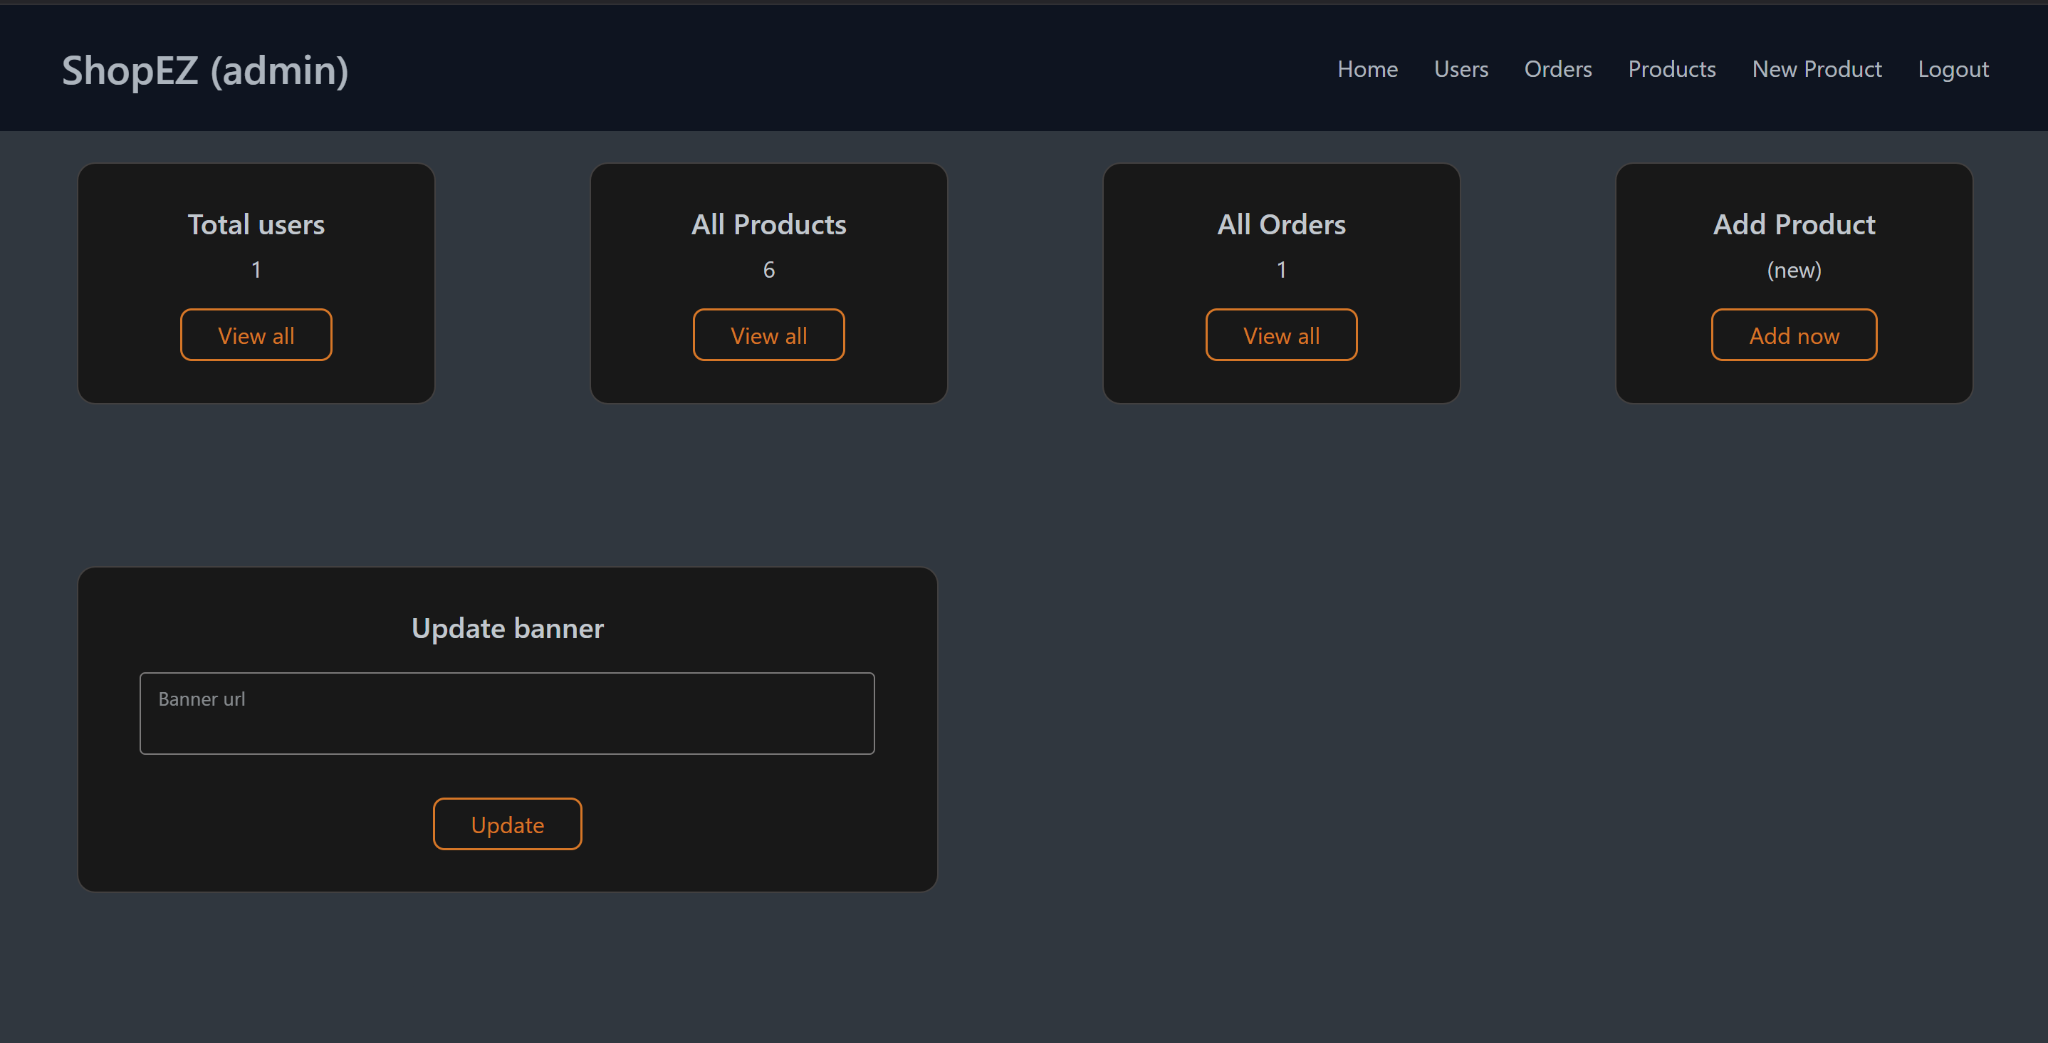 ShopEZ (admin)
Home Users Orders Products New Product Logout
Total users
1
View all
All Products
6
View all
All Orders
1
View all
Add Product
(new)
Add now
Update banner
Banner url
Update